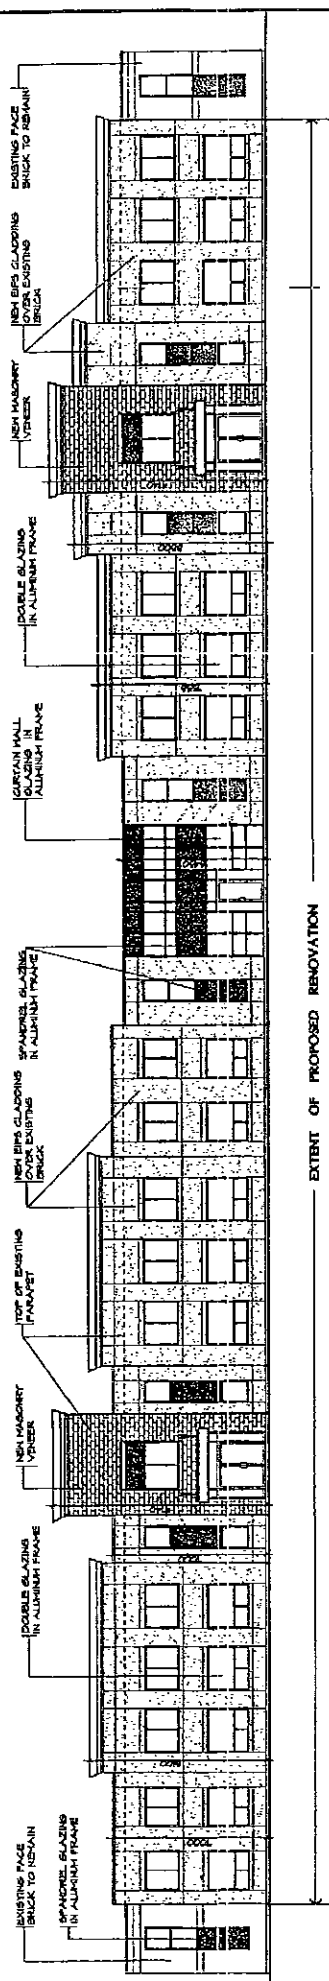 EXISTING FACE
BRICK TO REMAIN
SPANDREL GLAZING
IN ALUMINUM FRAME
DOUBLE GLAZING
IN ALUMINUM FRAME
NEW MASONRY
VENEER
TOP OF EXISTING
PARAPET
NEW EIFS CLADDING
OVER EXISTING
BRICK
SPANDREL GLAZING
IN ALUMINUM FRAME
CURTAIN WALL
GLAZING IN
ALUMINUM FRAME
DOUBLE GLAZING
IN ALUMINUM FRAME
NEW MASONRY
VENEER
NEW EIFS CLADDING
OVER EXISTING
BRICK
EXISTING FACE
BRICK TO REMAIN
EXTENT OF PROPOSED RENOVATION